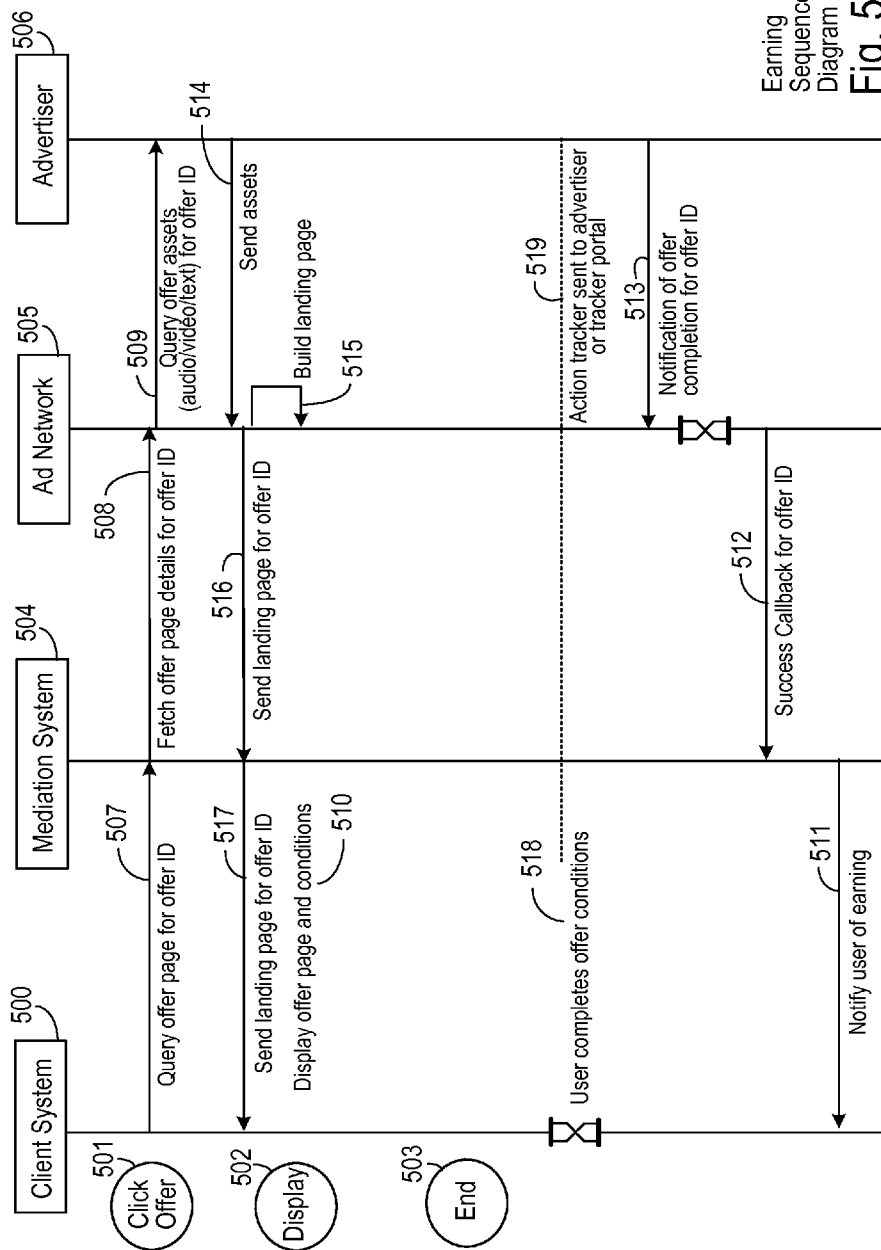 Client System
500
Mediation System
504
Ad Network
505
Advertiser
506
501
Click
Offer
507
Query offer page for offer ID
508
Fetch offer page details for offer ID
509
Query offer assets
(audio/video/text) for offer ID
514
Send assets
Build landing page
515
516
Send landing page for offer ID
502
Display
517
Send landing page for offer ID
Display offer page and conditions
510
503
End
518
User completes offer conditions
519
Action tracker sent to advertiser
or tracker portal
513
Notification of offer
completion for offer ID
512
Success Callback for offer ID
511
Notify user of earning
Earning
Sequence
Diagram
Fig. 5